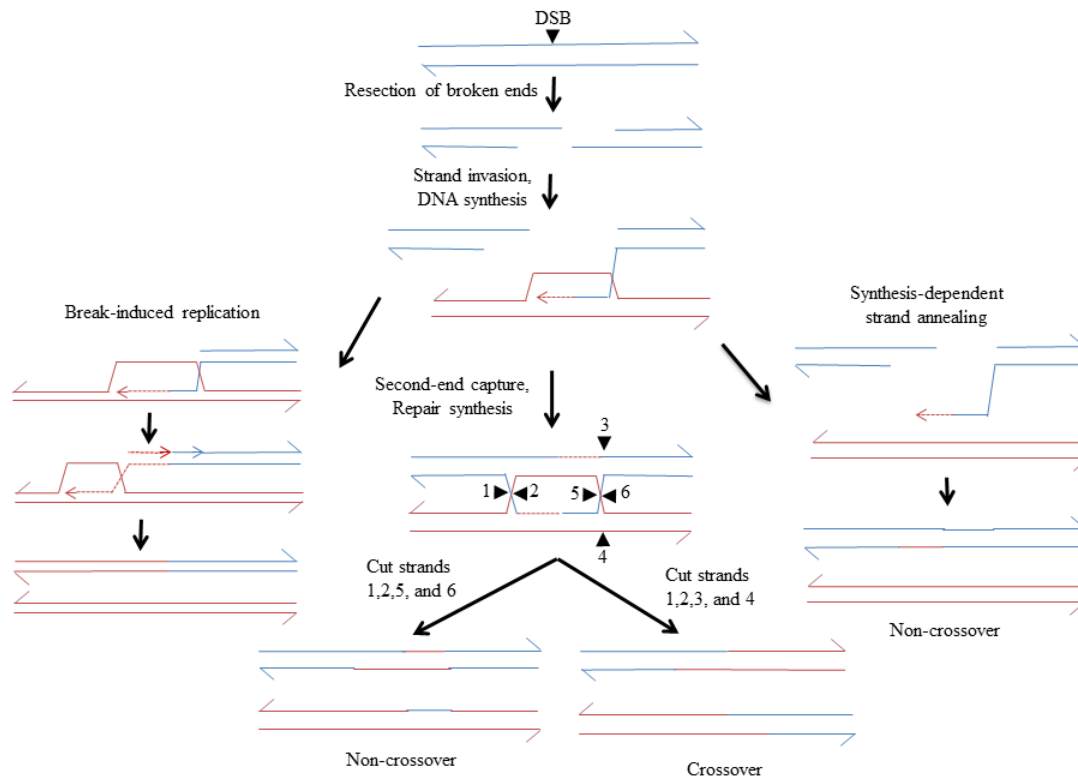 DSB
Resection of broken ends
Strand invasion,
DNA synthesis
Break-induced replication
Synthesis-dependent
strand annealing
Second-end capture,
Repair synthesis
3
1 2 5 6
4
Cut strands
1,2,5, and 6
Cut strands
1,2,3, and 4
Non-crossover
Non-crossover
Crossover